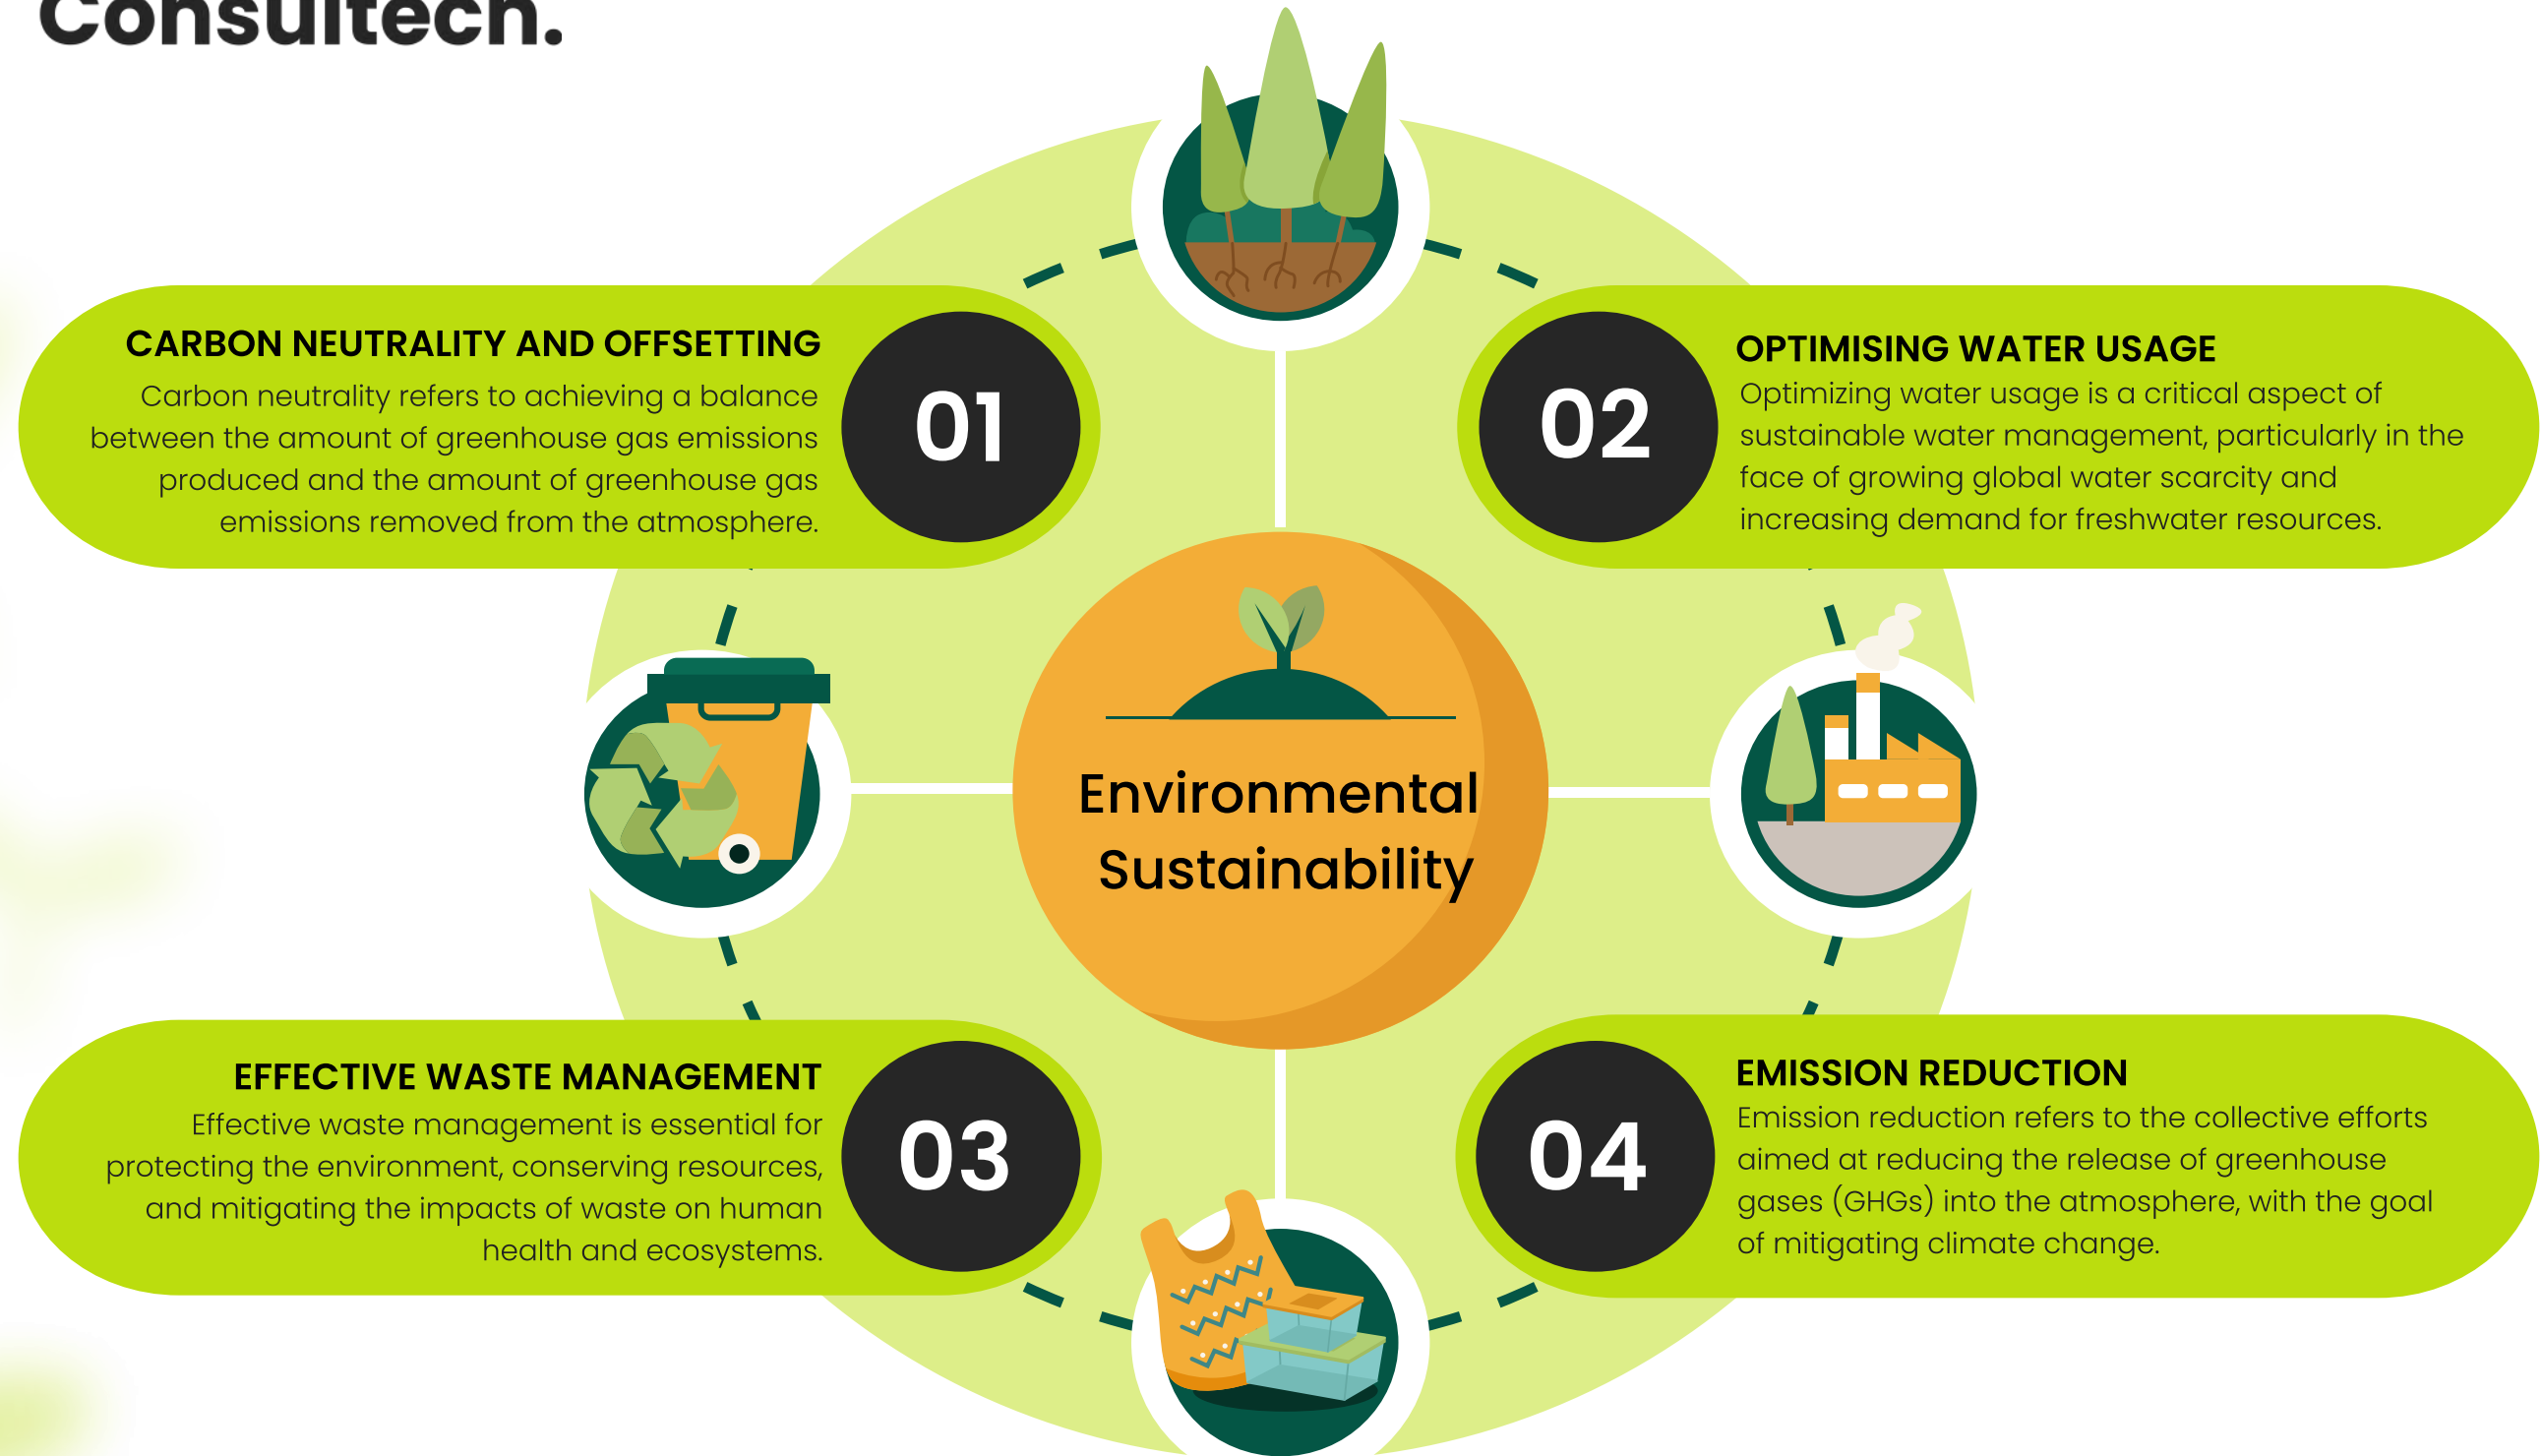 Consultech.
CARBON NEUTRALITY AND OFFSETTING
Carbon neutrality refers to achieving a balance
between the amount of greenhouse gas emissions
produced and the amount of greenhouse gas
emissions removed from the atmosphere.
01
02
OPTIMISING WATER USAGE
Optimizing water usage is a critical aspect of
sustainable water management, particularly in the
face of growing global water scarcity and
increasing demand for freshwater resources.
Environmental
Sustainability
EFFECTIVE WASTE MANAGEMENT
Effective waste management is essential for
protecting the environment, conserving resources,
and mitigating the impacts of waste on human
health and ecosystems.
03
04
EMISSION REDUCTION
Emission reduction refers to the collective efforts
aimed at reducing the release of greenhouse
gases (GHGs) into the atmosphere, with the goal
of mitigating climate change.